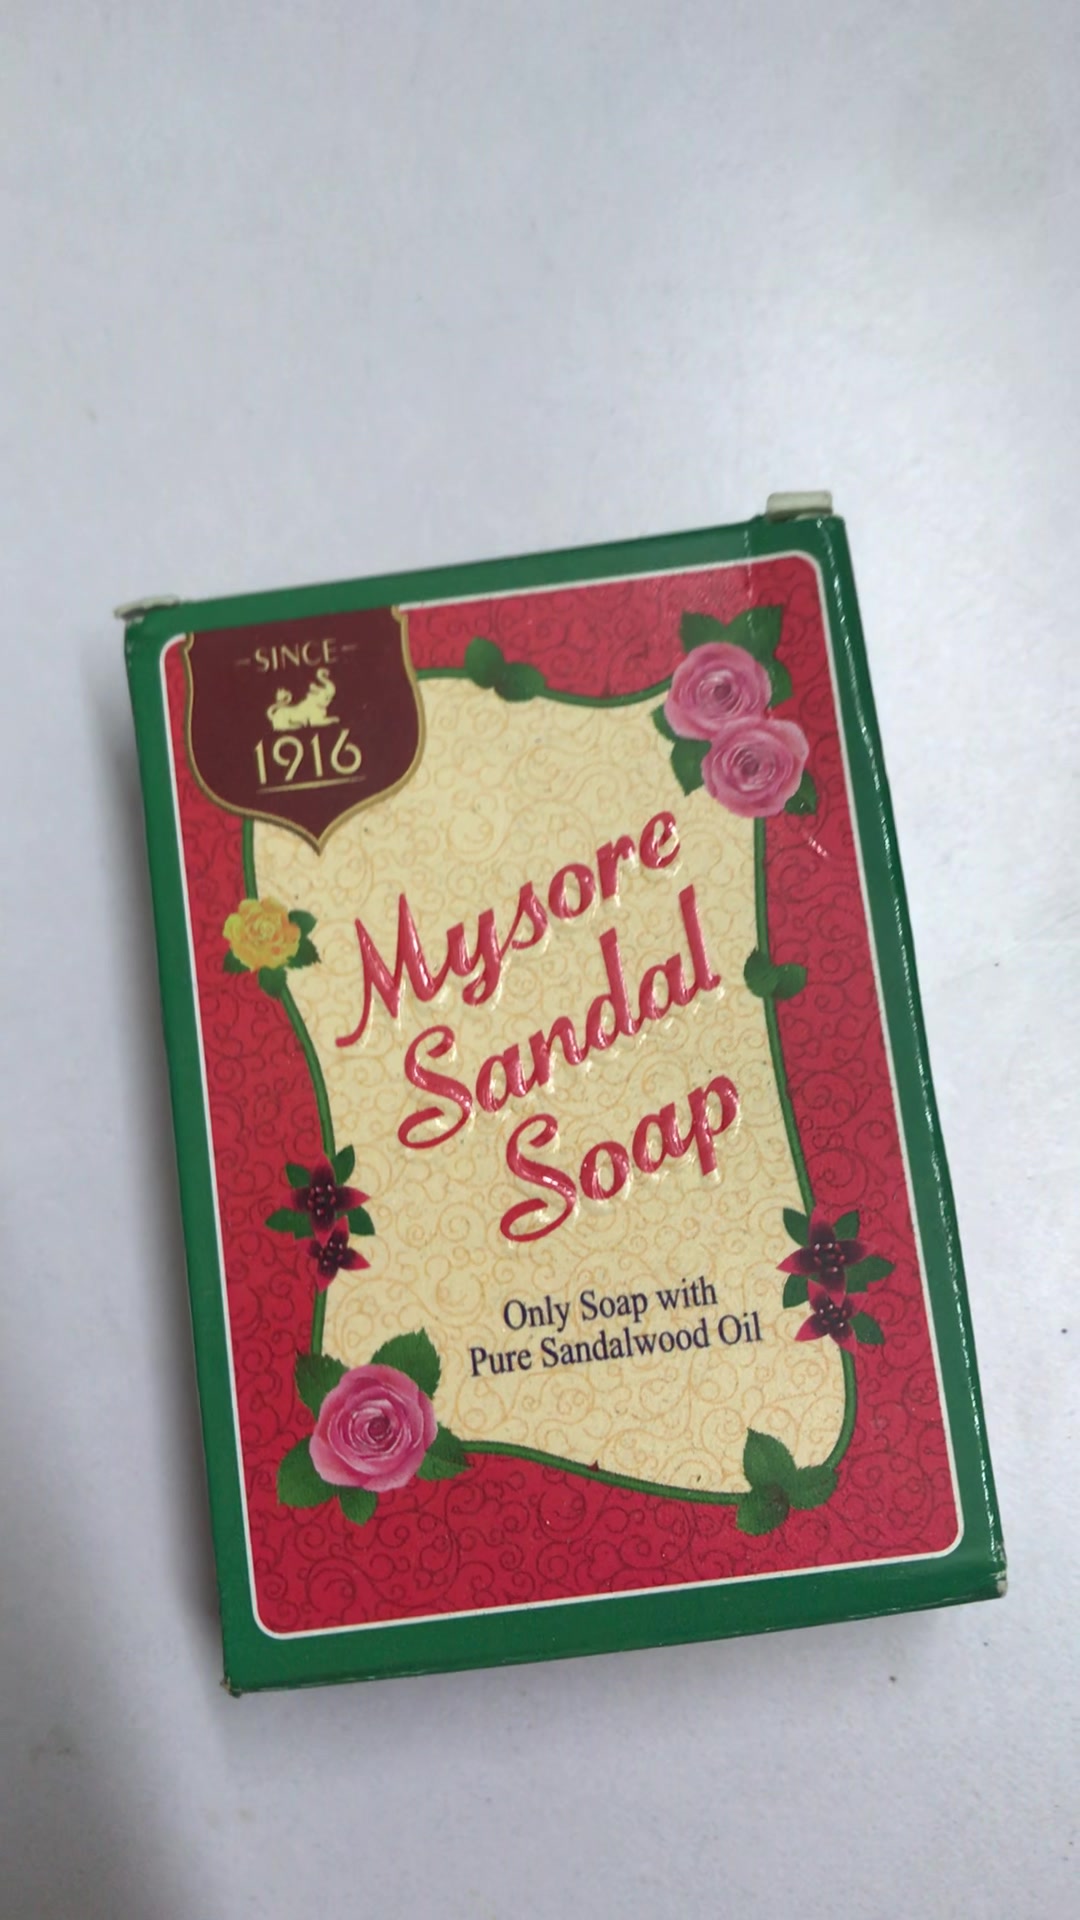 -SINCE-
1916
Mysore
Sandal
Soap
Only Soap with
Pure Sandalwood Oil